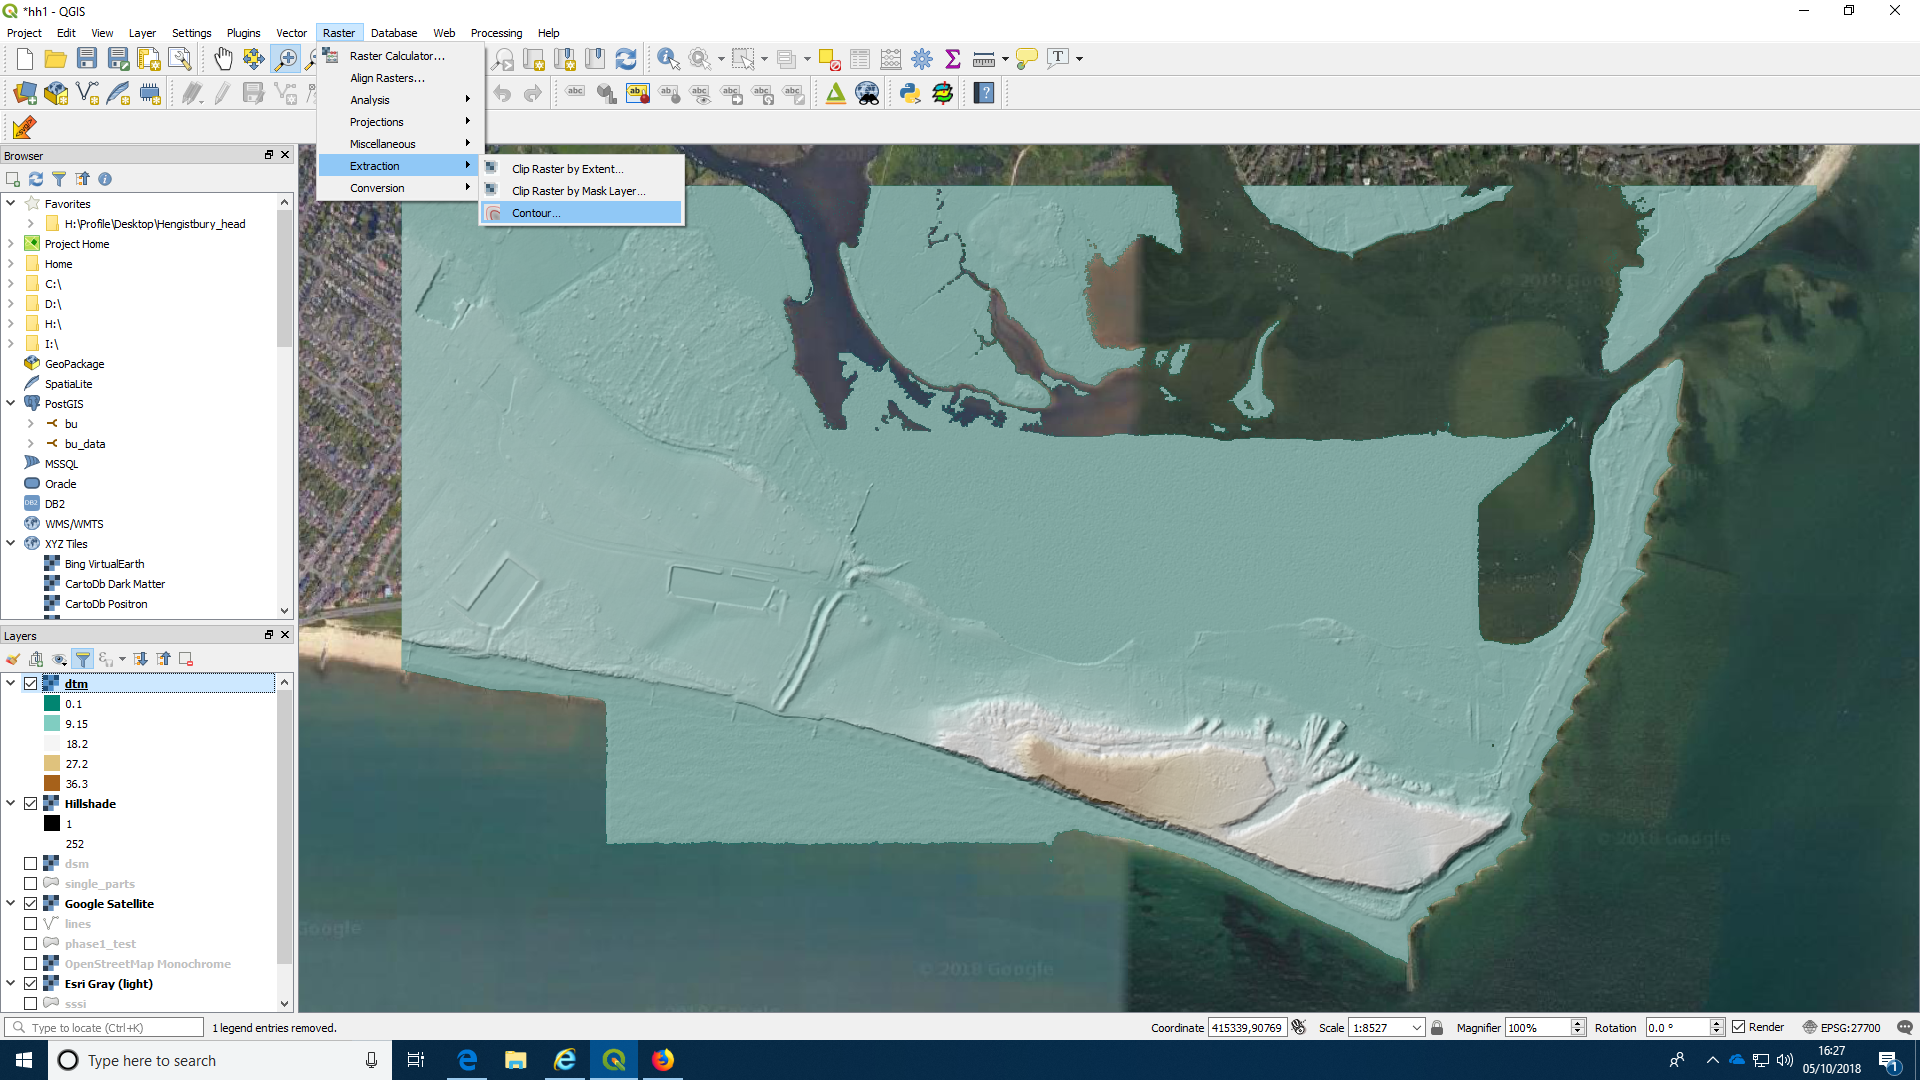 *hh1 - QGIS
Project Edit View Layer Settings Plugins Vector Raster Database Web Processing Help
Raster Calculator...
Align Rasters...
Analysis
Projections
Miscellaneous
Extraction
Conversion
Clip Raster by Extent...
Clip Raster by Mask Layer...
Contour...
Browser
Favorites
H:\Profile\Desktop\Hengistbury_head
Project Home
Home
C:\
D:\
H:\
I:\
GeoPackage
SpatiaLite
PostGIS
bu
bu_data
MSSQL
Oracle
DB2
WMS/WMTS
XYZ Tiles
Bing VirtualEarth
CartoDb Dark Matter
CartoDb Positron
Layers
dtm
0.1
9.15
18.2
27.2
36.3
Hillshade
1
252
dsm
single_parts
Google Satellite
lines
phase1_test
OpenStreetMap Monochrome
Esri Gray (light)
sssi
© 2018 Google
Google
© 2018 Google
Type to locate (Ctrl+K) 1 legend entries removed. Coordinate 415339,90769 Scale 1:8527 Magnifier 100% Rotation 0.0 ° Render EPSG:27700
Type here to search
16:27
05/10/2018
1